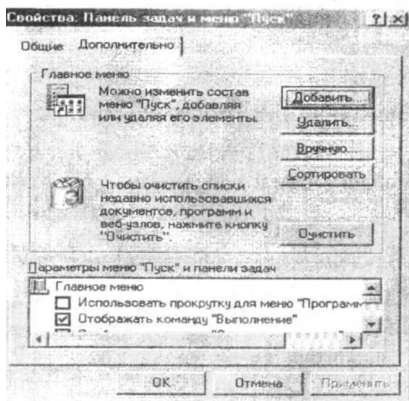 Свойства: Панель задач и меню "Пуск"
Общие
Дополнительно
Главное меню
Можно изменить состав
меню "Пуск", добавляя
или удаляя его элементы.
Добавить...
Удалить...
Вручную...
Сортировать
Чтобы очистить списки
недавно использовавшихся
документов, программ и
веб-узлов, нажмите кнопку
"Очистить".
Очистить
Параметры меню "Пуск" и панели задач
Главное меню
Использовать прокрутку для меню "Программ
Отображать команду "Выполнение"
OK
Отмена
Применить